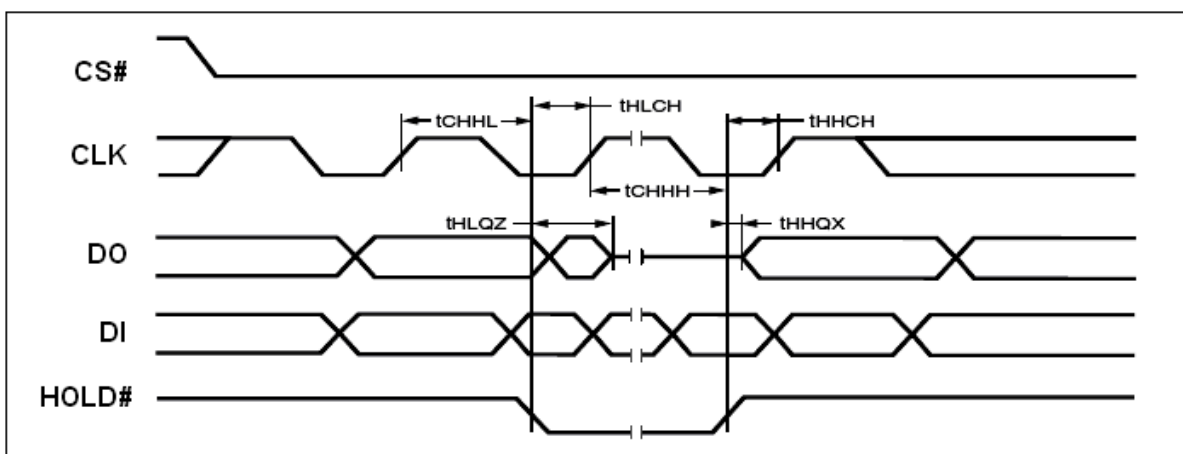 CS#
tHLCH
tCHHL
tHHCH
CLK
tCHHH
tHLQZ
tHHQX
DO
DI
HOLD#